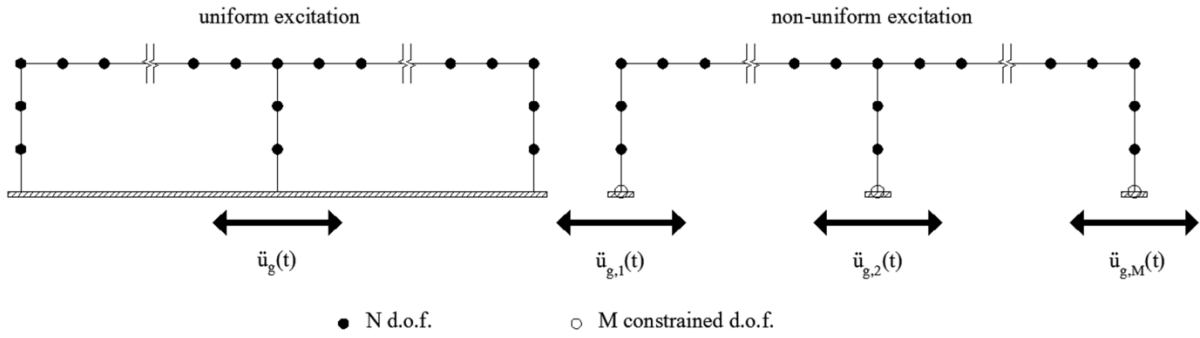 uniform excitation
non-uniform excitation
ü_g(t)
ü_g,1(t)
ü_g,2(t)
ü_g,M(t)
N d.o.f.
M constrained d.o.f.